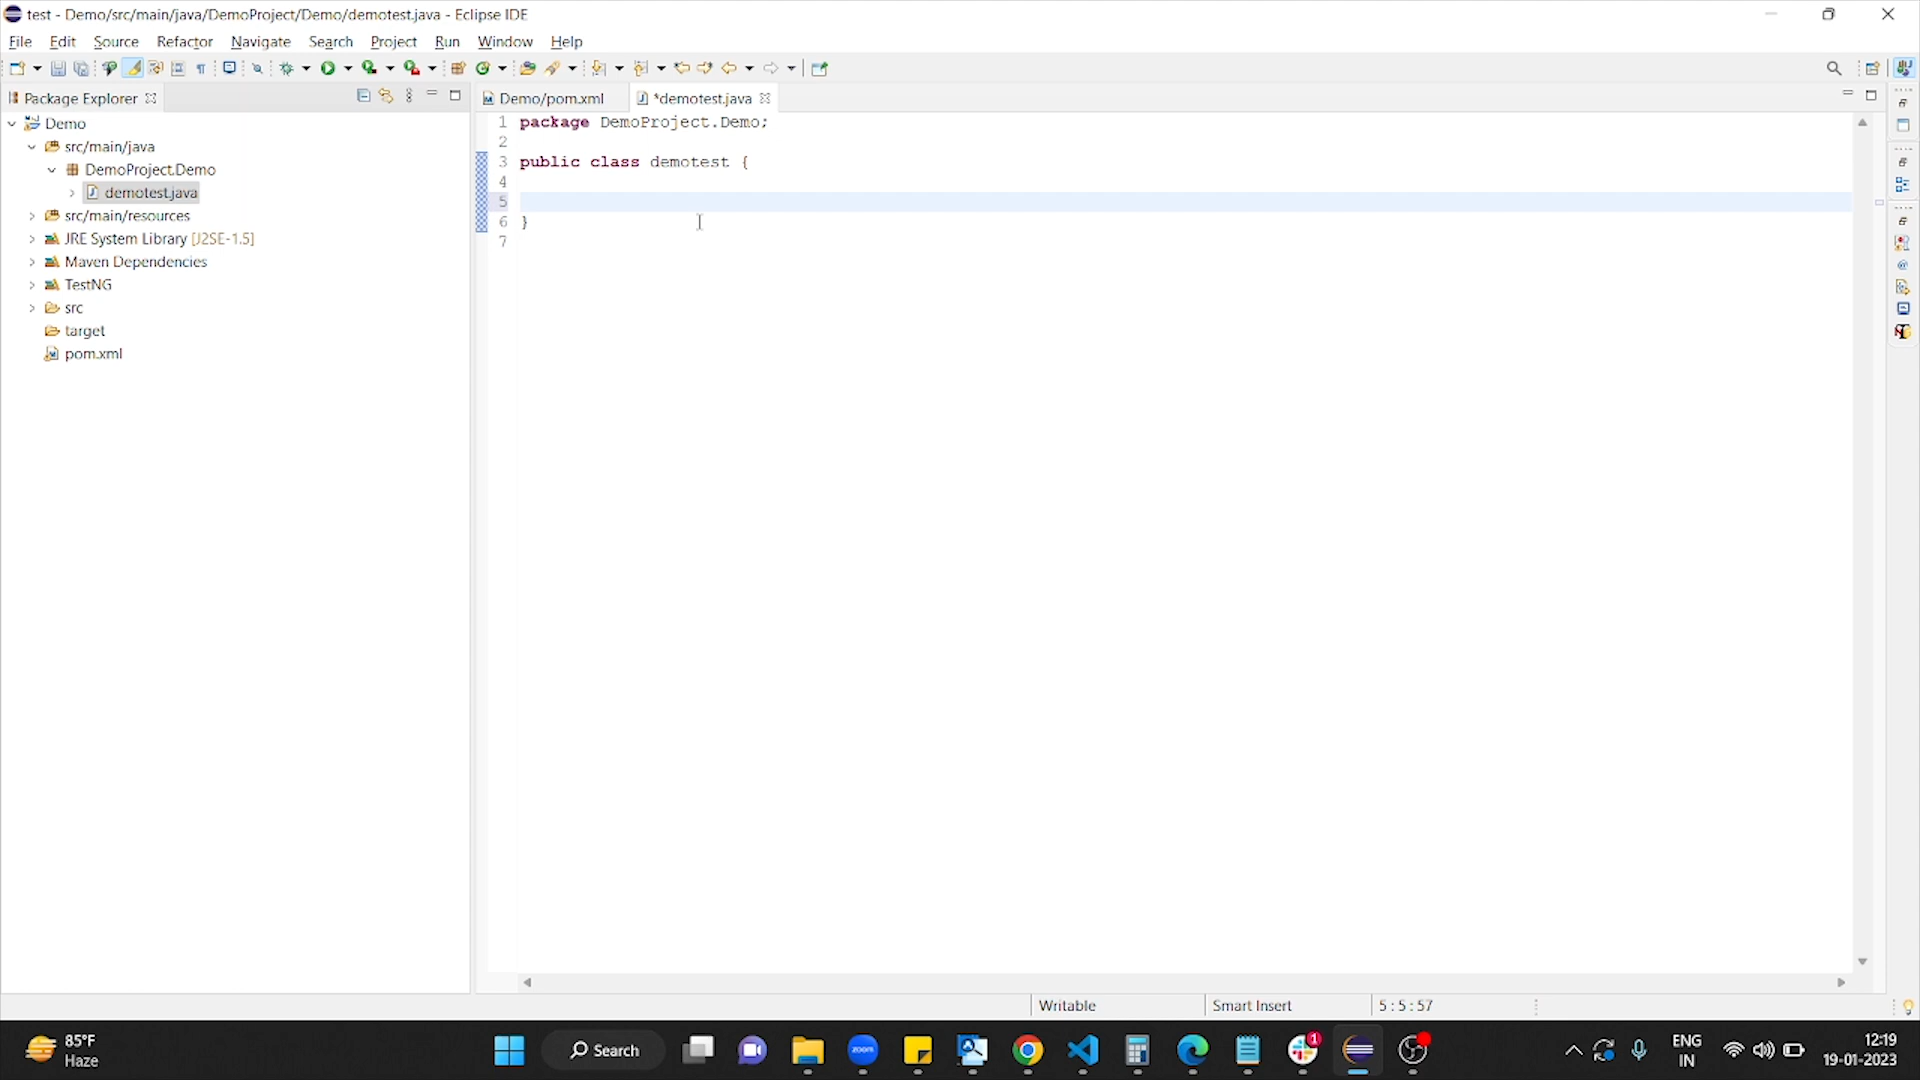 test - Demo/src/main/java/DemoProject/Demo/demotest.java - Eclipse IDE
File Edit Source Refactor Navigate Search Project Run Window Help
Package Explorer
Demo/pom.xml
*demotest.java
Demo
src/main/java
DemoProject.Demo
demotest.java
src/main/resources
JRE System Library [J2SE-1.5]
Maven Dependencies
TestNG
src
target
pom.xml
1 package DemoProject.Demo;
2
3 public class demotest {
4
5
6 }
7
Writable
Smart Insert
5 : 5 : 57
85°F
Haze
Search
zoom
1
ENG
IN
12:19
19-01-2023